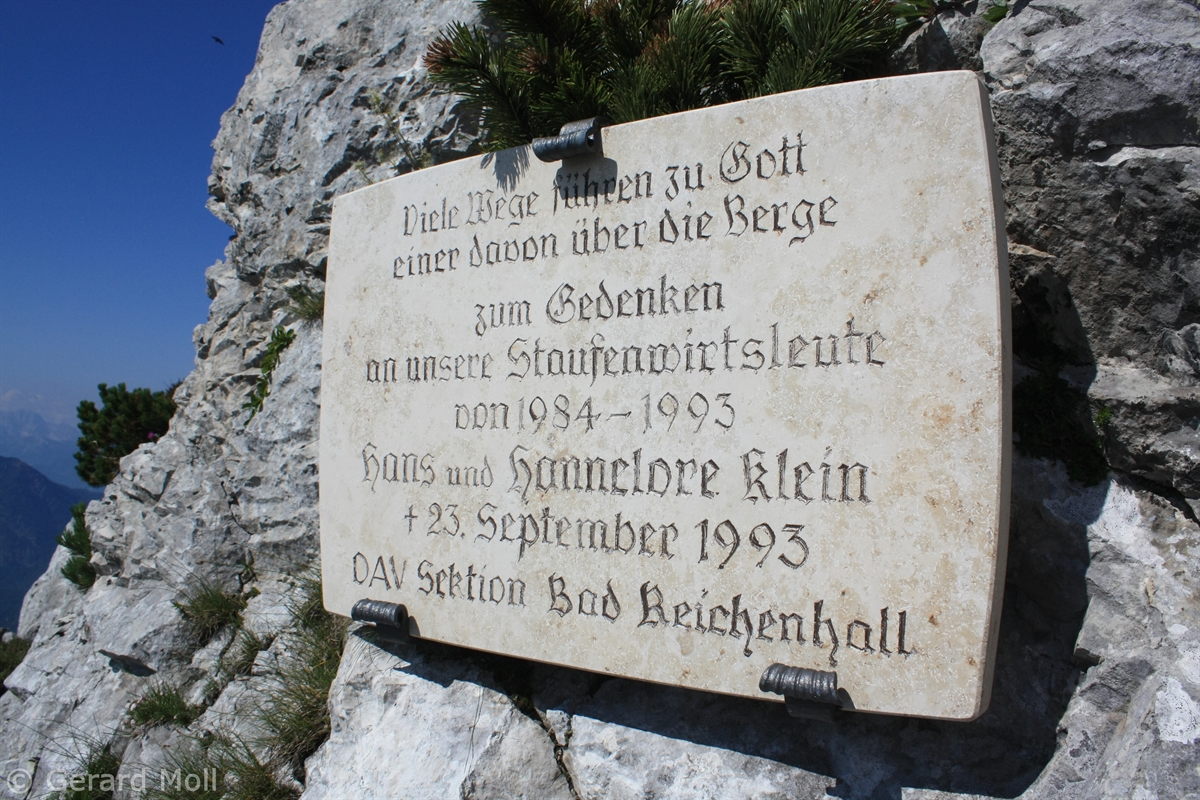 Viele Wege führen zu Gott
einer davon über die Berge
zum Gedenken
an unsere Staufenwirtsleute
von 1984 – 1993
Hans und Hannelore Klein
† 23. September 1993
DAV Sektion Bad Reichenhall
© Gerard Moll